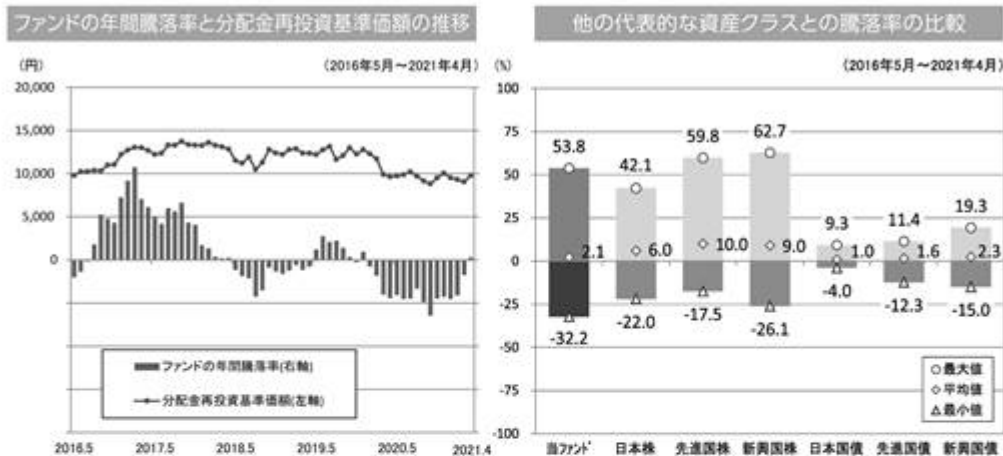 ファンドの年間騰落率と分配金再投資基準価額の推移
(円)
(2016年5月～2021年4月)
20,000
15,000
10,000
5,000
0
ファンドの年間騰落率(右軸)
分配金再投資基準価額(左軸)
2016.5 2017.5 2018.5 2019.5 2020.5 2021.4
他の代表的な資産クラスとの騰落率の比較
(%)
(2016年5月～2021年4月)
100
75
50
25
0
-25
-50
-75
-100
53.8 42.1 59.8 62.7 9.3 11.4 19.3
2.1 6.0 10.0 9.0 1.0 1.6 2.3
-32.2 -22.0 -17.5 -26.1 -4.0 -12.3 -15.0
最大値
平均値
最小値
当ファンド 日本株 先進国株 新興国株 日本国債 先進国債 新興国債